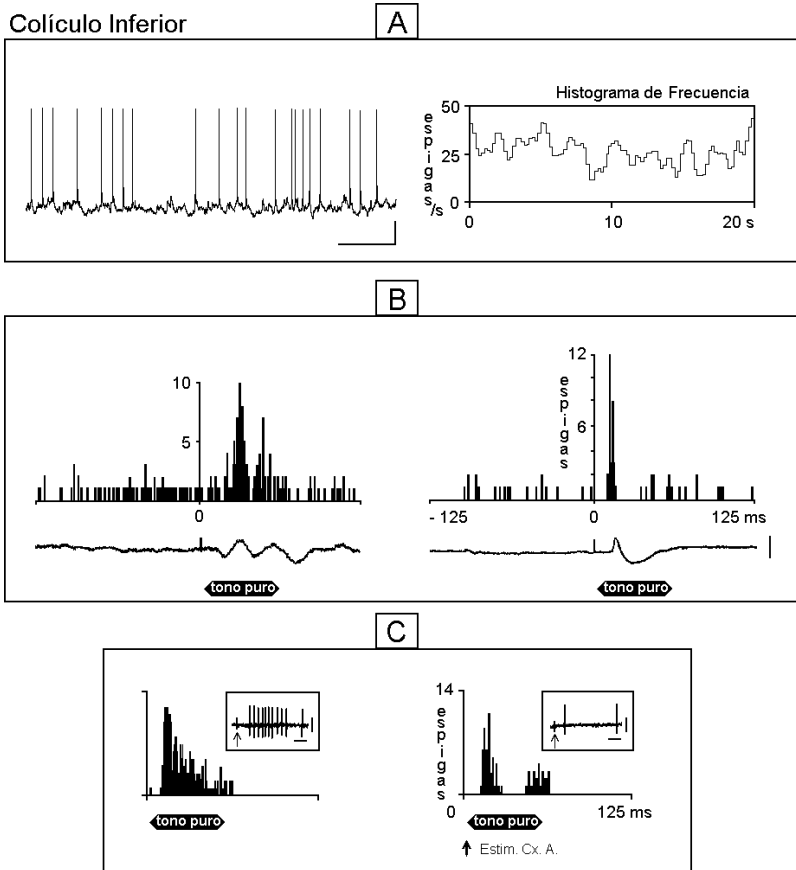 Colículo Inferior
A
Histograma de Frecuencia
50
25
0
espigas/s
0 10 20 s
B
10
5
0
tono puro
12
6
espigas
- 125 0 125 ms
tono puro
C
tono puro
14
espigas
0 125 ms
tono puro
Estim. Cx. A.